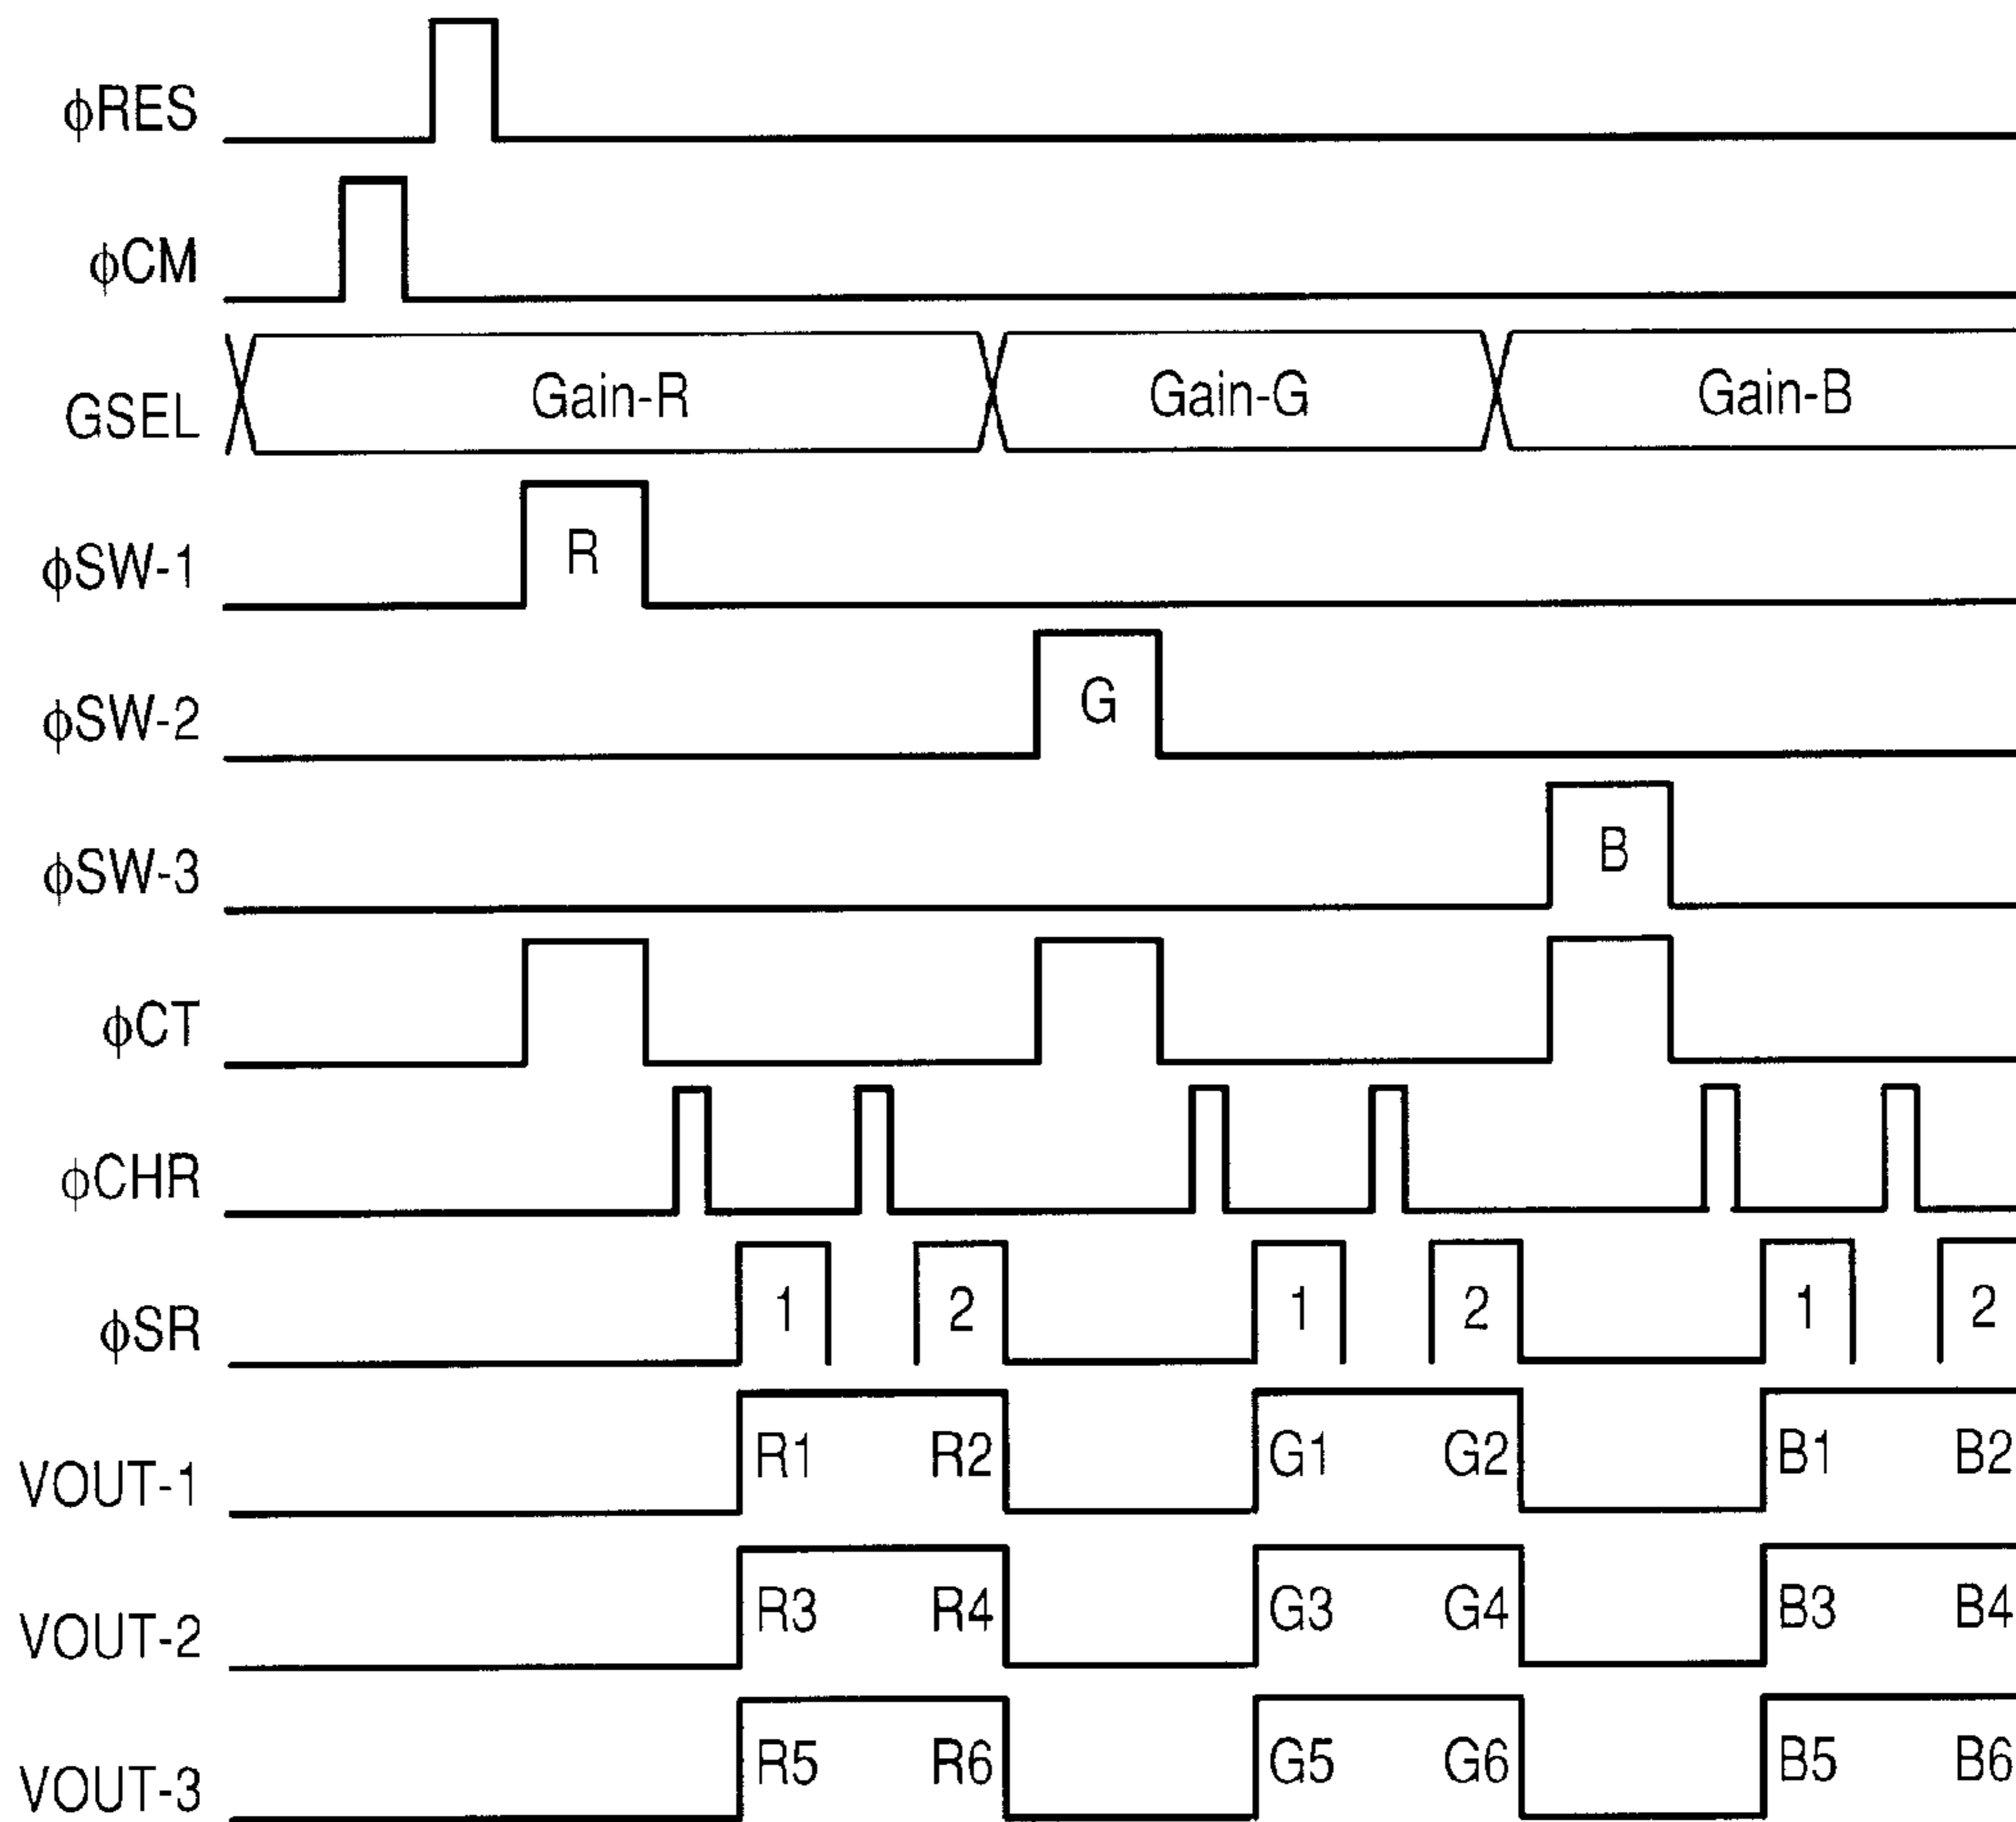 φRES
φCM
GSEL Gain-R Gain-G Gain-B
φSW-1 R
φSW-2 G
φSW-3 B
φCT
φCHR
φSR 1 2 1 2 1 2
VOUT-1 R1 R2 G1 G2 B1 B2
VOUT-2 R3 R4 G3 G4 B3 B4
VOUT-3 R5 R6 G5 G6 B5 B6